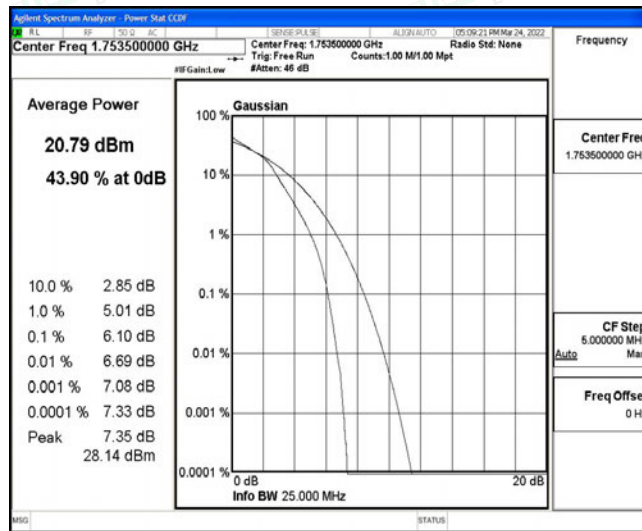 Agilent Spectrum Analyzer - Power Stat CCDF
RL RF 50 Ω AC SENSE:PULSE ALIGN AUTO 05:09:21 PM Mar 24, 2022
Center Freq 1.753500000 GHz
Center Freq: 1.753500000 GHz Radio Std: None
Trig: Free Run Counts:1.00 M/1.00 Mpt
#IFGain:Low #Atten: 46 dB
Frequency
Average Power
20.79 dBm
43.90 % at 0dB
10.0 % 2.85 dB
1.0 % 5.01 dB
0.1 % 6.10 dB
0.01 % 6.69 dB
0.001 % 7.08 dB
0.0001 % 7.33 dB
Peak 7.35 dB
28.14 dBm
Gaussian
100 %
10 %
1 %
0.1 %
0.01 %
0.001 %
0.0001 %
0 dB 20 dB
Info BW 25.000 MHz
Center Freq
1.753500000 GH
CF Step
5.000000 MH
Auto Ma
Freq Offse
0 H
MSG STATUS